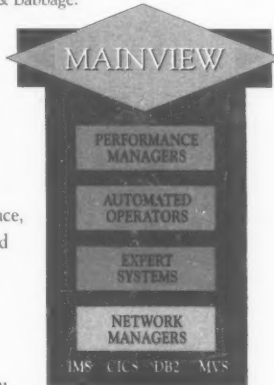 & Babbage.
MAINVIEW
PERFORMANCE
MANAGERS
AUTOMATED
OPERATORS
EXPERT
SYSTEMS
NETWORK
MANAGERS
IMS CICS DB2 MVS